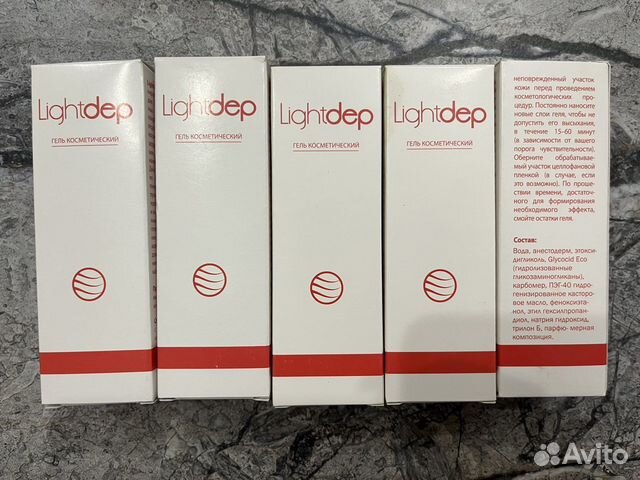 Lightdep
ГЕЛЬ КОСМЕТИЧЕСКИЙ
Lightdep
ГЕЛЬ КОСМЕТИЧЕСКИЙ
Lightdep
ГЕЛЬ КОСМЕТИЧЕСКИЙ
Lightdep
ГЕЛЬ КОСМЕТИЧЕСКИЙ
неповрежденный участок
кожи перед проведением
косметологических про-
цедур. Постоянно наносите
новые слои геля, чтобы не
допустить его высыхания,
в течение 15-60 минут
(в зависимости от вашего
порога чувствительности).
Оберните обрабатывае-
мый участок целлофановой
пленкой (в случае, если
это возможно). По проше-
ствии времени, достаточ-
ного для формирования
необходимого эффекта,
смойте остатки геля.
Состав:
Вода, анестодерм, этокси-
дигликоль, Glycocid Eco
(гидролизованные
гликозаминогликаны),
карбомер, ПЭГ-40 гидро-
генизированное касторо-
вое масло, феноксиэта-
нол, этил гексилпропан-
диол, натрия гидроксид,
трилон Б, парфю- мерная
композиция.
Avito